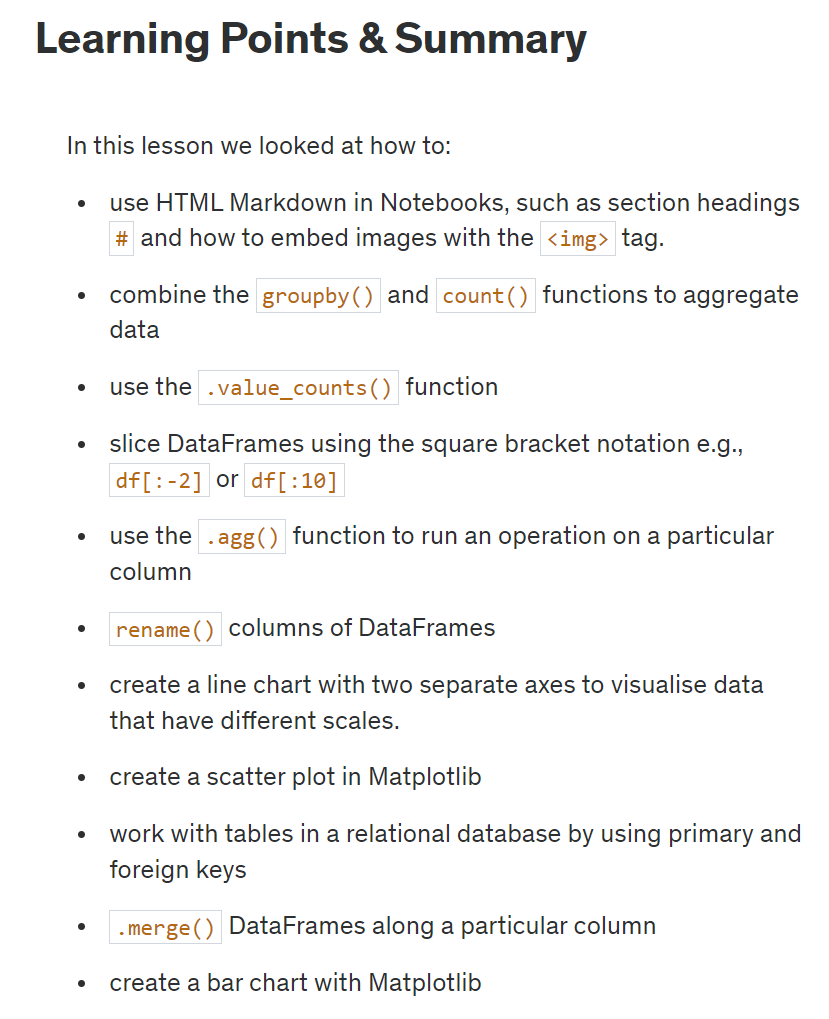 Learning Points & Summary
In this lesson we looked at how to:
• use HTML Markdown in Notebooks, such as section headings
# and how to embed images with the <img> tag.
• combine the groupby() and count() functions to aggregate
data
• use the .value_counts() function
• slice DataFrames using the square bracket notation e.g.,
df[:-2] or df[:10]
• use the .agg() function to run an operation on a particular
column
• rename() columns of DataFrames
• create a line chart with two separate axes to visualise data
that have different scales.
• create a scatter plot in Matplotlib
• work with tables in a relational database by using primary and
foreign keys
• .merge() DataFrames along a particular column
• create a bar chart with Matplotlib